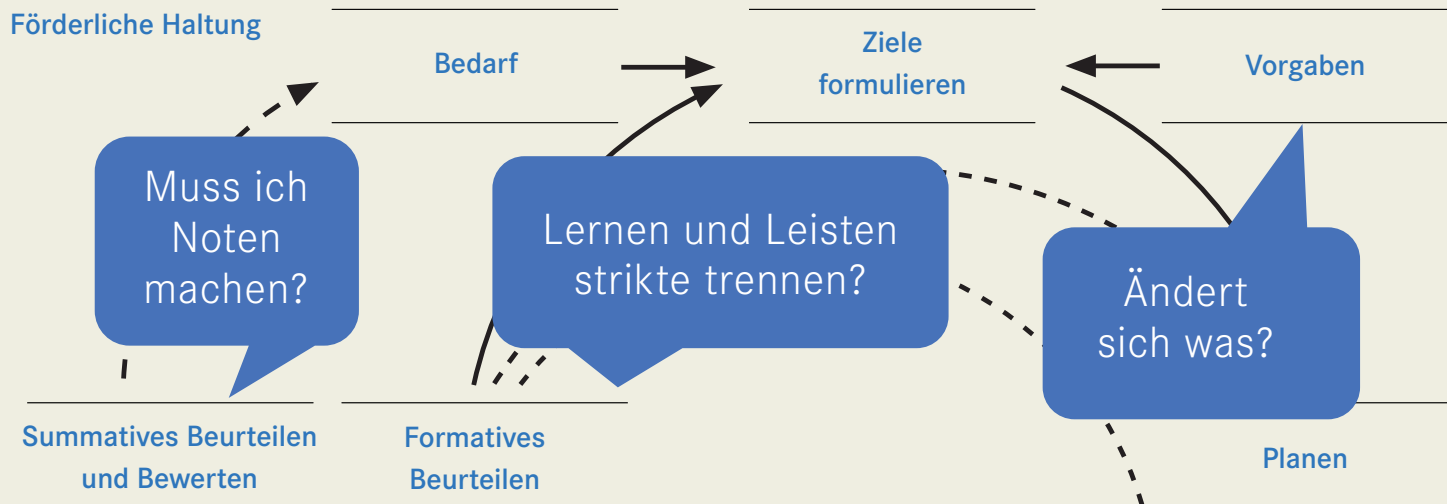 Förderliche Haltung
Bedarf
Ziele
formulieren
Vorgaben
Muss ich
Noten
machen?
Lernen und Leisten
strikte trennen?
Ändert
sich was?
Summatives Beurteilen
und Bewerten
Formatives
Beurteilen
Planen